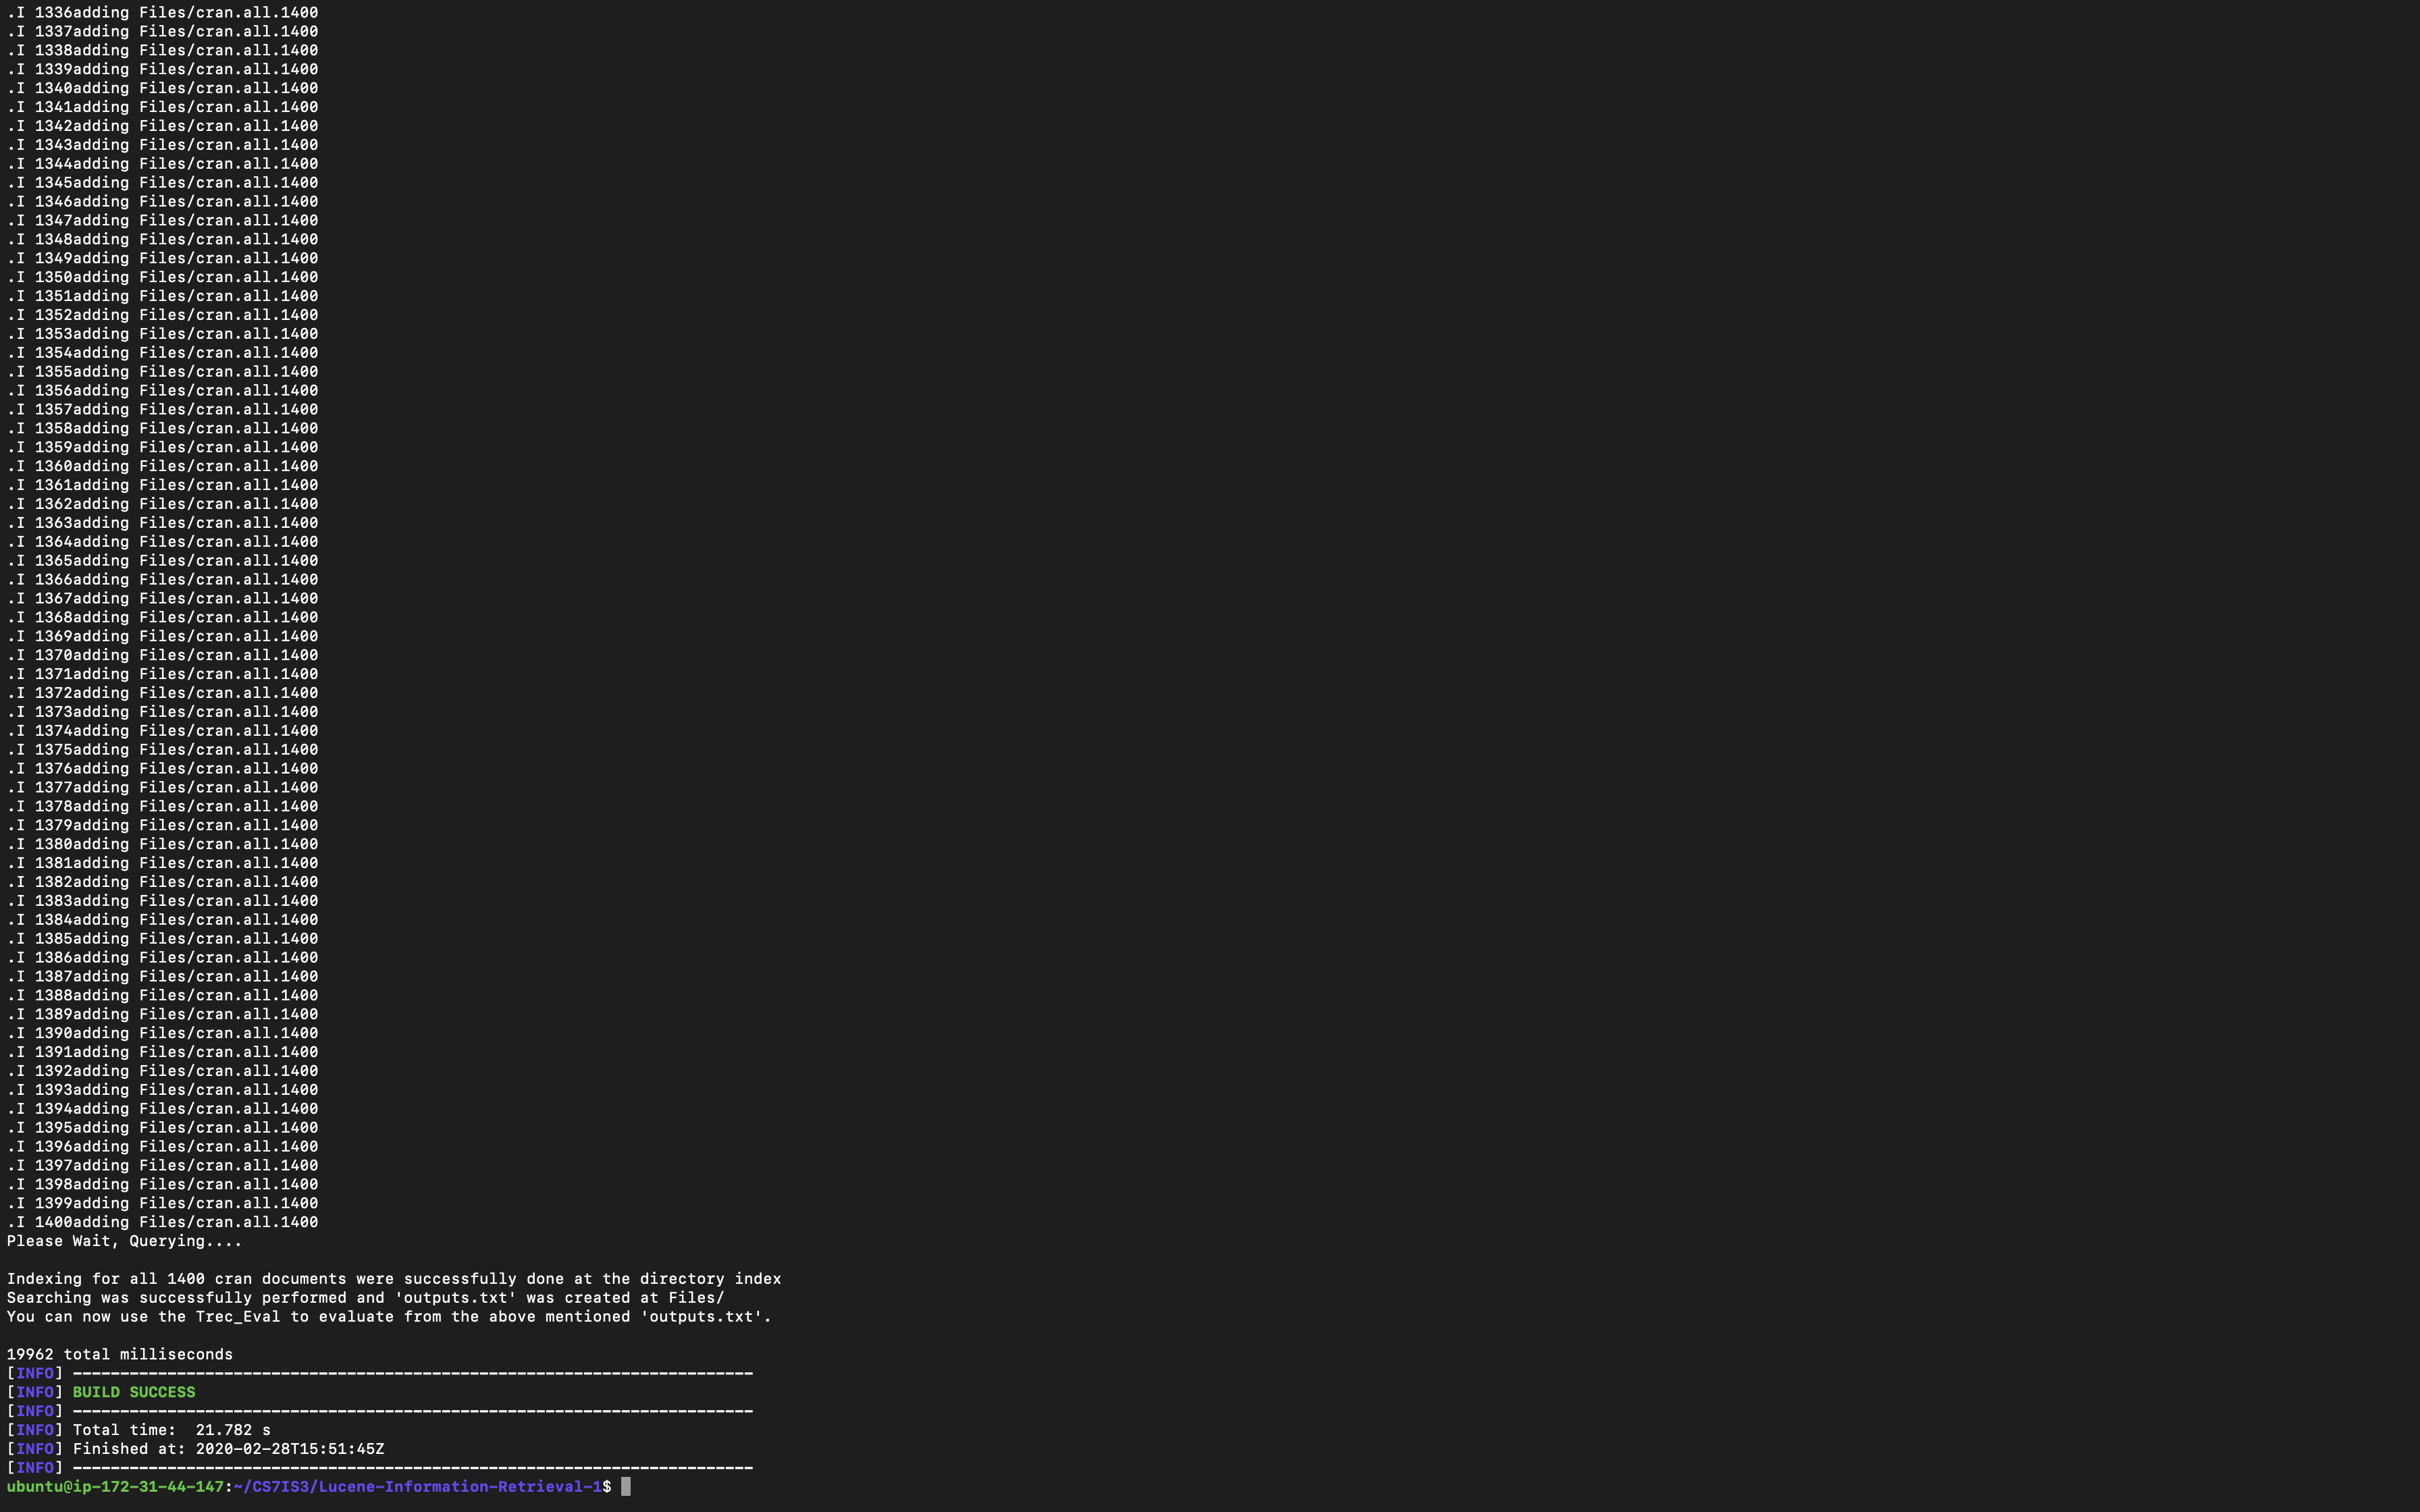 .I 1336adding Files/cran.all.1400
.I 1337adding Files/cran.all.1400
.I 1338adding Files/cran.all.1400
.I 1339adding Files/cran.all.1400
.I 1340adding Files/cran.all.1400
.I 1341adding Files/cran.all.1400
.I 1342adding Files/cran.all.1400
.I 1343adding Files/cran.all.1400
.I 1344adding Files/cran.all.1400
.I 1345adding Files/cran.all.1400
.I 1346adding Files/cran.all.1400
.I 1347adding Files/cran.all.1400
.I 1348adding Files/cran.all.1400
.I 1349adding Files/cran.all.1400
.I 1350adding Files/cran.all.1400
.I 1351adding Files/cran.all.1400
.I 1352adding Files/cran.all.1400
.I 1353adding Files/cran.all.1400
.I 1354adding Files/cran.all.1400
.I 1355adding Files/cran.all.1400
.I 1356adding Files/cran.all.1400
.I 1357adding Files/cran.all.1400
.I 1358adding Files/cran.all.1400
.I 1359adding Files/cran.all.1400
.I 1360adding Files/cran.all.1400
.I 1361adding Files/cran.all.1400
.I 1362adding Files/cran.all.1400
.I 1363adding Files/cran.all.1400
.I 1364adding Files/cran.all.1400
.I 1365adding Files/cran.all.1400
.I 1366adding Files/cran.all.1400
.I 1367adding Files/cran.all.1400
.I 1368adding Files/cran.all.1400
.I 1369adding Files/cran.all.1400
.I 1370adding Files/cran.all.1400
.I 1371adding Files/cran.all.1400
.I 1372adding Files/cran.all.1400
.I 1373adding Files/cran.all.1400
.I 1374adding Files/cran.all.1400
.I 1375adding Files/cran.all.1400
.I 1376adding Files/cran.all.1400
.I 1377adding Files/cran.all.1400
.I 1378adding Files/cran.all.1400
.I 1379adding Files/cran.all.1400
.I 1380adding Files/cran.all.1400
.I 1381adding Files/cran.all.1400
.I 1382adding Files/cran.all.1400
.I 1383adding Files/cran.all.1400
.I 1384adding Files/cran.all.1400
.I 1385adding Files/cran.all.1400
.I 1386adding Files/cran.all.1400
.I 1387adding Files/cran.all.1400
.I 1388adding Files/cran.all.1400
.I 1389adding Files/cran.all.1400
.I 1390adding Files/cran.all.1400
.I 1391adding Files/cran.all.1400
.I 1392adding Files/cran.all.1400
.I 1393adding Files/cran.all.1400
.I 1394adding Files/cran.all.1400
.I 1395adding Files/cran.all.1400
.I 1396adding Files/cran.all.1400
.I 1397adding Files/cran.all.1400
.I 1398adding Files/cran.all.1400
.I 1399adding Files/cran.all.1400
.I 1400adding Files/cran.all.1400
Please Wait, Querying....
Indexing for all 1400 cran documents were successfully done at the directory index
Searching was successfully performed and 'outputs.txt' was created at Files/
You can now use the Trec_Eval to evaluate from the above mentioned 'outputs.txt'.
19962 total milliseconds
[INFO] ------------------------------------------------------------------------
[INFO] BUILD SUCCESS
[INFO] ------------------------------------------------------------------------
[INFO] Total time:  21.782 s
[INFO] Finished at: 2020-02-28T15:51:45Z
[INFO] ------------------------------------------------------------------------
ubuntu@ip-172-31-44-147:~/CS7IS3/Lucene-Information-Retrieval-1$